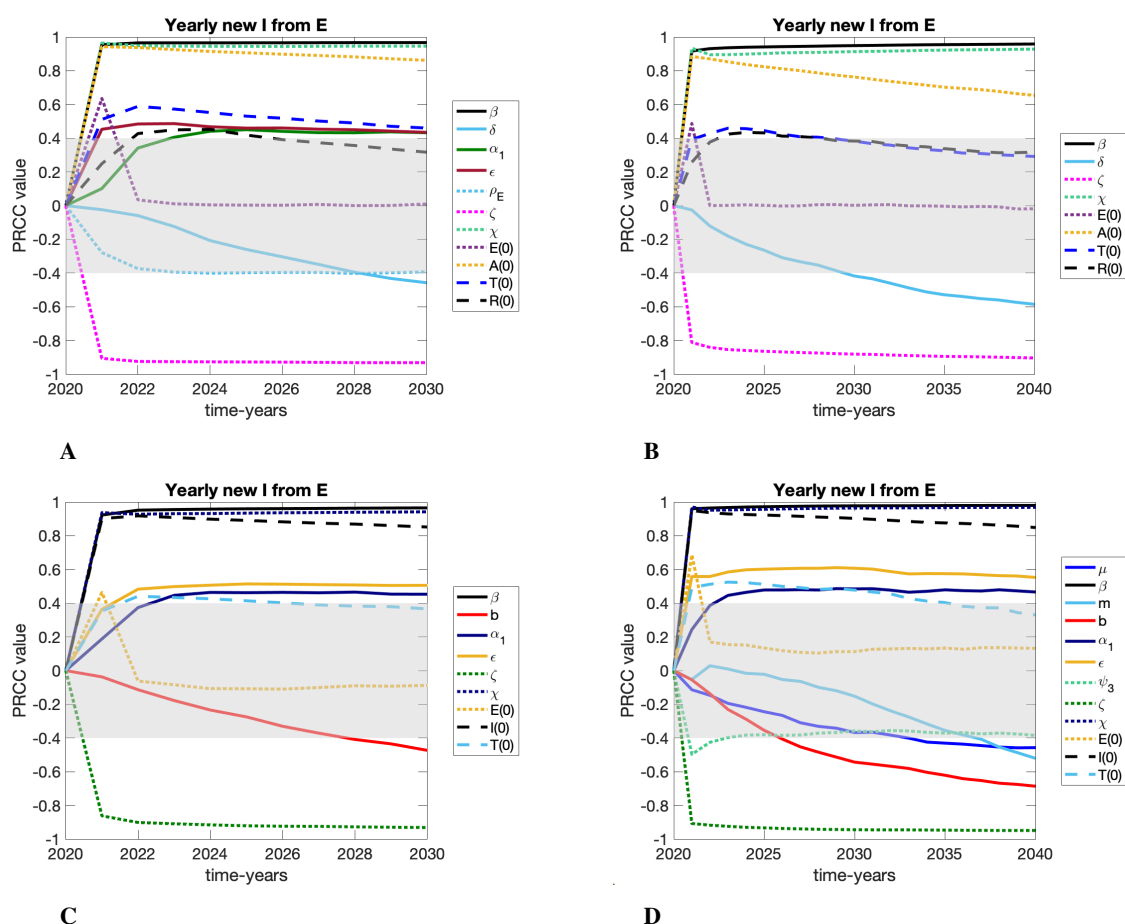 Yearly new I from E
1
0.8
0.6
0.4
0.2
0
-0.2
-0.4
-0.6
-0.8
-1
PRCC value
2020 2022 2024 2026 2028 2030
time-years
β
δ
α1
ϵ
ρE
ζ
χ
E(0)
A(0)
T(0)
R(0)
A
Yearly new I from E
1
0.8
0.6
0.4
0.2
0
-0.2
-0.4
-0.6
-0.8
-1
PRCC value
2020 2025 2030 2035 2040
time-years
β
δ
ζ
χ
E(0)
A(0)
T(0)
R(0)
B
Yearly new I from E
1
0.8
0.6
0.4
0.2
0
-0.2
-0.4
-0.6
-0.8
-1
PRCC value
2020 2022 2024 2026 2028 2030
time-years
β
b
α1
ϵ
ζ
χ
E(0)
I(0)
T(0)
C
Yearly new I from E
1
0.8
0.6
0.4
0.2
0
-0.2
-0.4
-0.6
-0.8
-1
PRCC value
2020 2025 2030 2035 2040
time-years
μ
β
m
b
α1
ϵ
ψ3
ζ
χ
E(0)
I(0)
T(0)
D